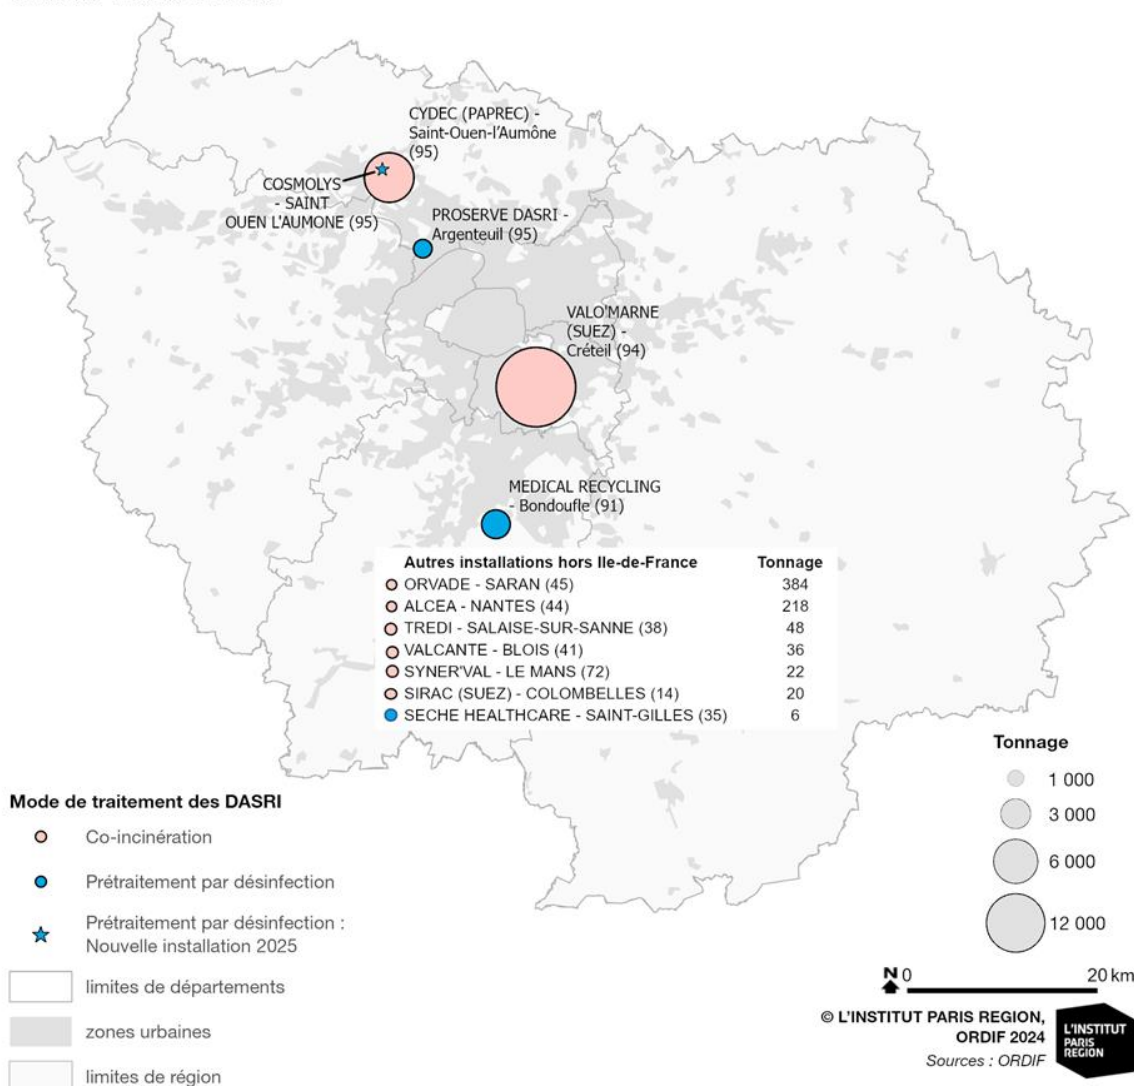 CYDEC (PAPREC) -
Saint-Ouen-l'Aumône
(95)
COSMOLYS
- SAINT
OUEN L'AUMONE (95)
PROSERVE DASRI -
Argenteuil (95)
VALO'MARNE
(SUEZ) -
Créteil (94)
MEDICAL RECYCLING
- Bondoufle (91)
Autres installations hors Ile-de-France Tonnage
ORVADE - SARAN (45) 384
ALCEA - NANTES (44) 218
TREDI - SALAISE-SUR-SANNE (38) 48
VALCANTE - BLOIS (41) 36
SYNER'VAL - LE MANS (72) 22
SIRAC (SUEZ) - COLOMBELLES (14) 20
SECHE HEALTHCARE - SAINT-GILLES (35) 6
Tonnage
1 000
3 000
6 000
12 000
Mode de traitement des DASRI
Co-incinération
Prétraitement par désinfection
Prétraitement par désinfection :
Nouvelle installation 2025
limites de départements
zones urbaines
limites de région
N 0 20 km
© L'INSTITUT PARIS REGION,
ORDIF 2024
Sources : ORDIF
L'INSTITUT
PARIS
REGION